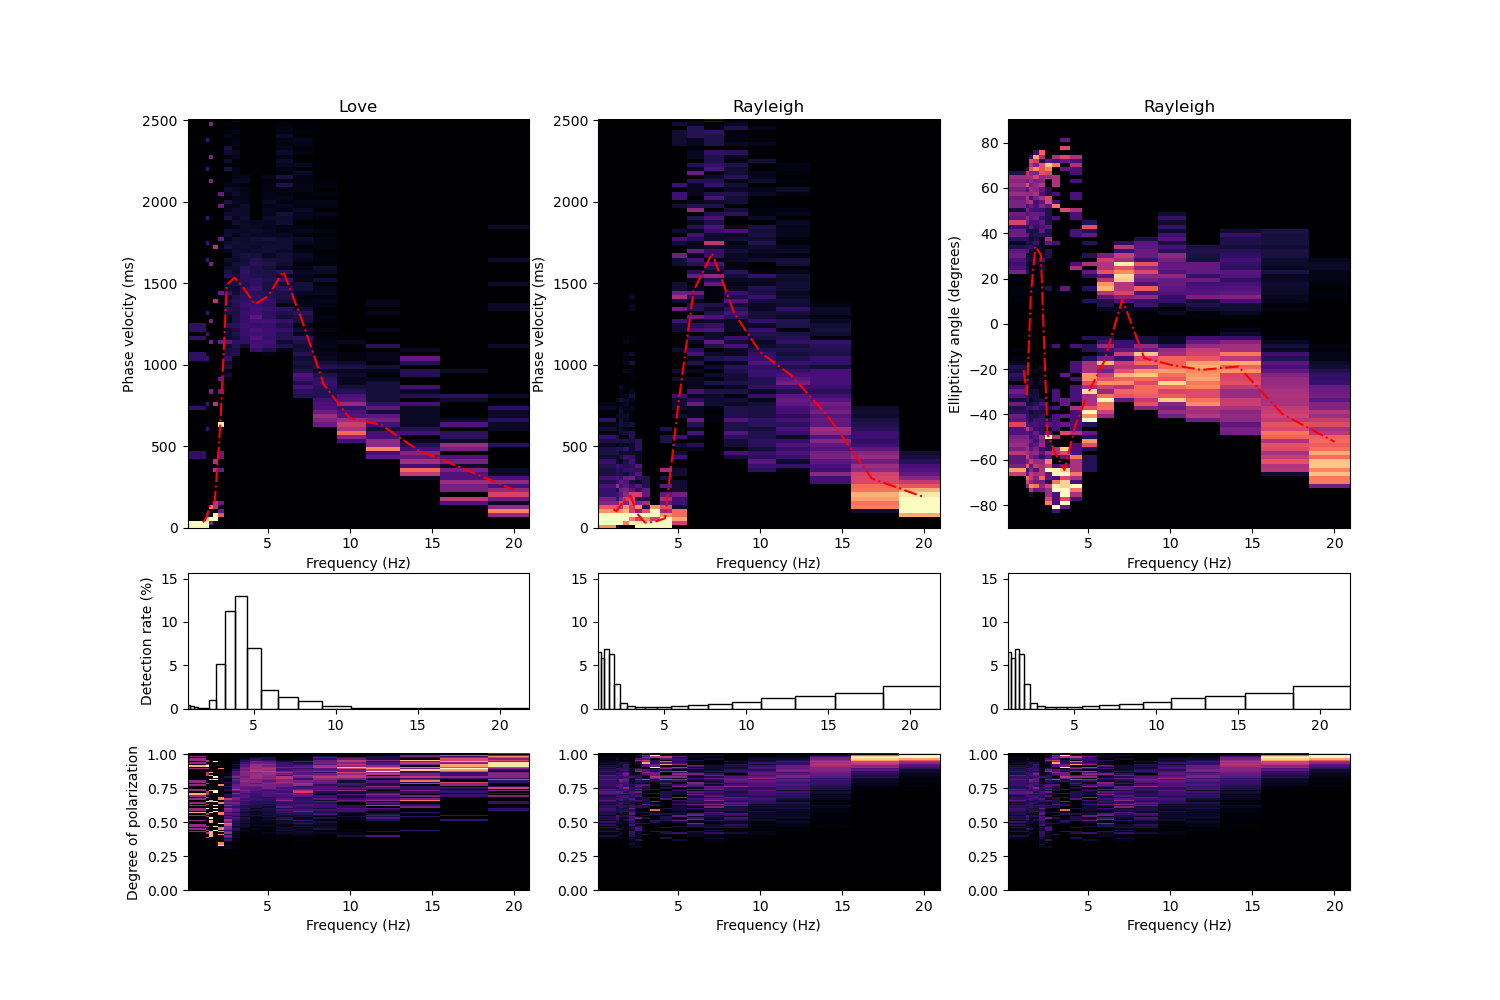 Love
Rayleigh
Rayleigh
Phase velocity (ms)
2500
2000
1500
1000
500
0
5 10 15 20
Frequency (Hz)
Phase velocity (ms)
2500
2000
1500
1000
500
0
5 10 15 20
Frequency (Hz)
Ellipticity angle (degrees)
80
60
40
20
0
−20
−40
−60
−80
5 10 15 20
Frequency (Hz)
Detection rate (%)
15
10
5
0
5 10 15 20
15
10
5
0
5 10 15 20
15
10
5
0
5 10 15 20
Degree of polarization
1.00
0.75
0.50
0.25
0.00
5 10 15 20
Frequency (Hz)
1.00
0.75
0.50
0.25
0.00
5 10 15 20
Frequency (Hz)
1.00
0.75
0.50
0.25
0.00
5 10 15 20
Frequency (Hz)